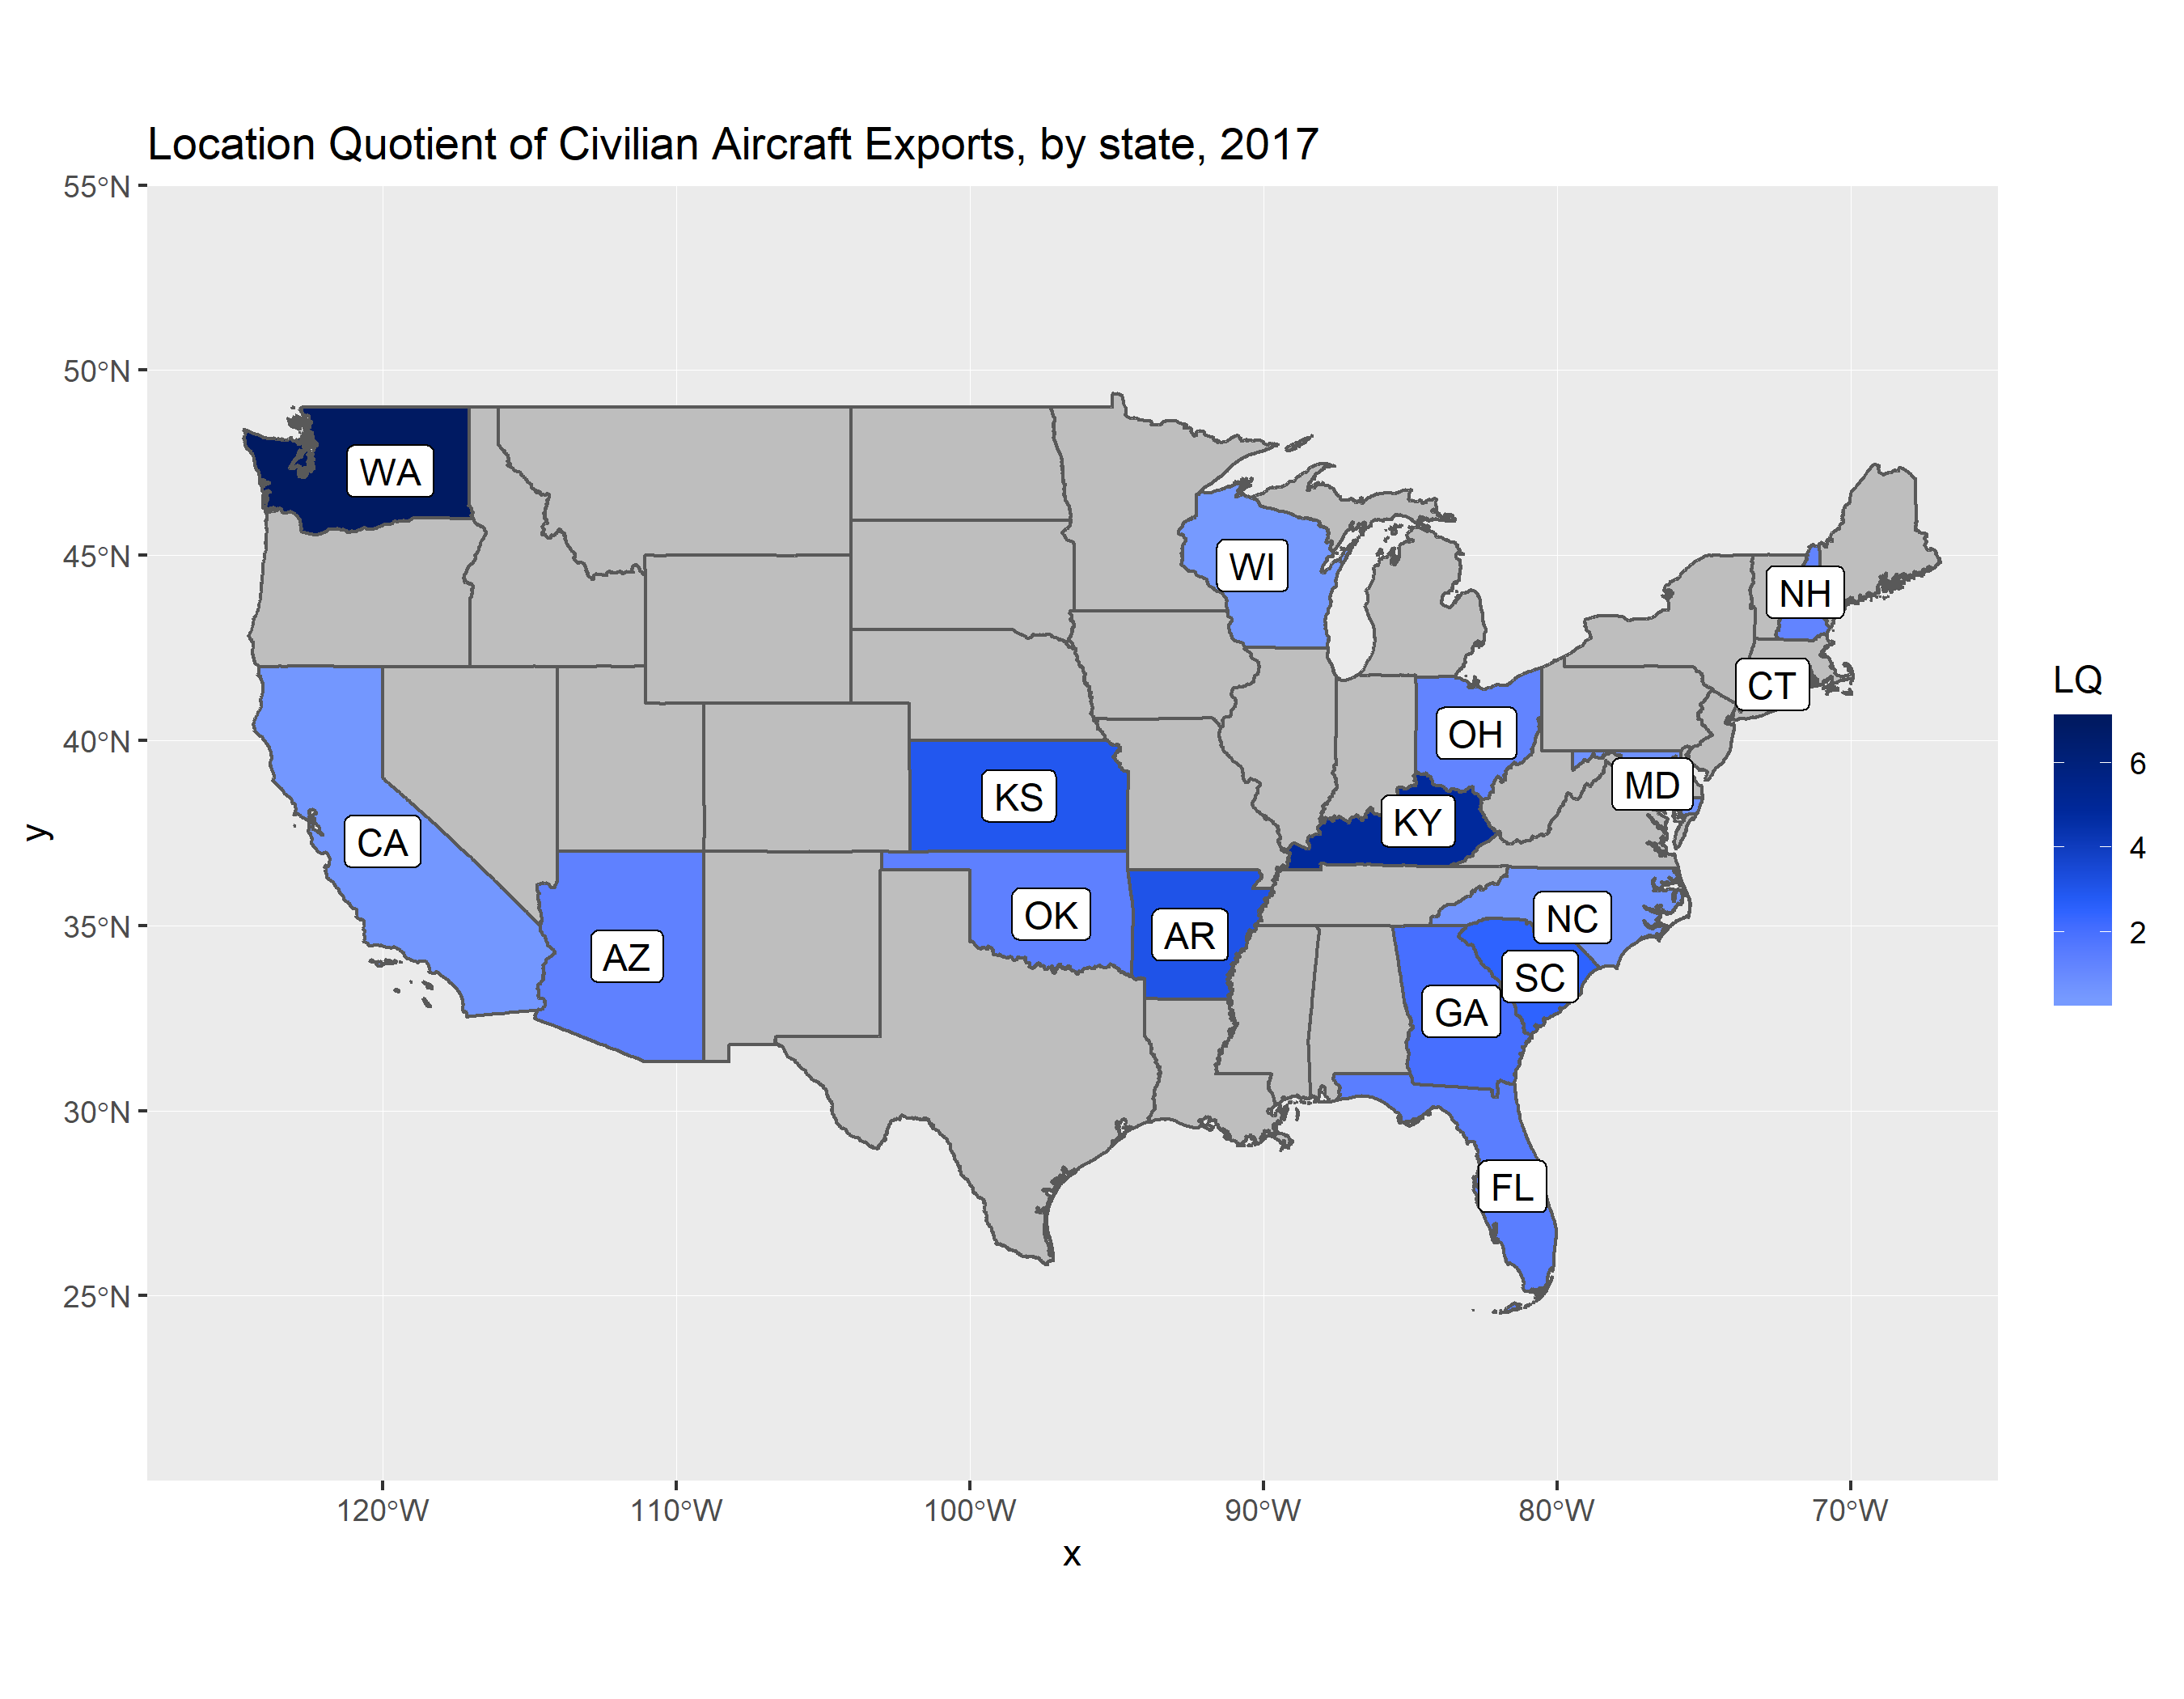 Location Quotient of Civilian Aircraft Exports, by state, 2017
55°N
50°N
45°N
40°N
35°N
30°N
25°N
y
WA
WI
NH
CT
OH
MD
KS
KY
CA
OK
AR
NC
AZ
SC
GA
FL
LQ
6
4
2
120°W 110°W 100°W 90°W 80°W 70°W
x